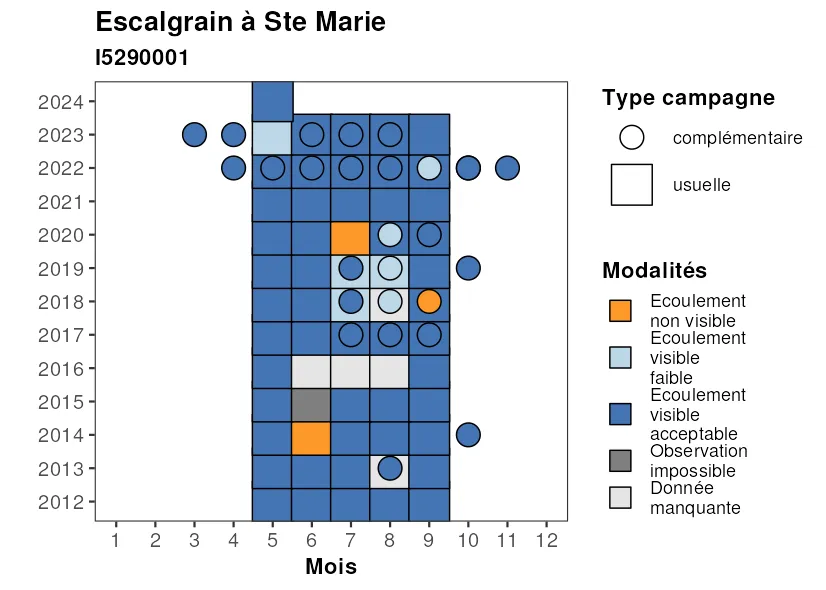 Escalgrain à Ste Marie
I5290001
2024
2023
2022
2021
2020
2019
2018
2017
2016
2015
2014
2013
2012
1 2 3 4 5 6 7 8 9 10 11 12
Mois
Type campagne
complémentaire
usuelle
Modalités
Ecoulement
non visible
Ecoulement
visible
faible
Ecoulement
visible
acceptable
Observation
impossible
Donnée
manquante